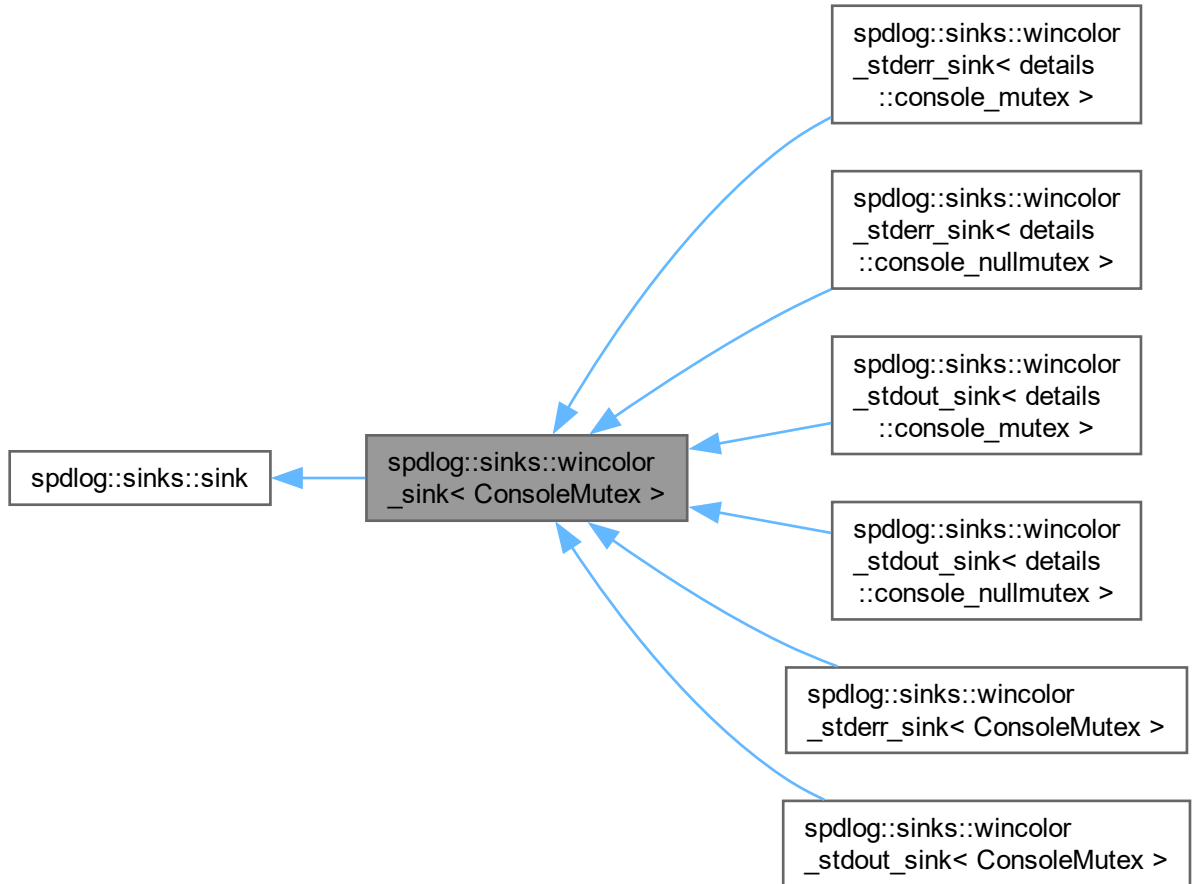 spdlog::sinks::wincolor
_stderr_sink< details
::console_mutex >
spdlog::sinks::wincolor
_stderr_sink< details
::console_nullmutex >
spdlog::sinks::wincolor
_stdout_sink< details
::console_mutex >
spdlog::sinks::sink
spdlog::sinks::wincolor
_sink< ConsoleMutex >
spdlog::sinks::wincolor
_stdout_sink< details
::console_nullmutex >
spdlog::sinks::wincolor
_stderr_sink< ConsoleMutex >
spdlog::sinks::wincolor
_stdout_sink< ConsoleMutex >